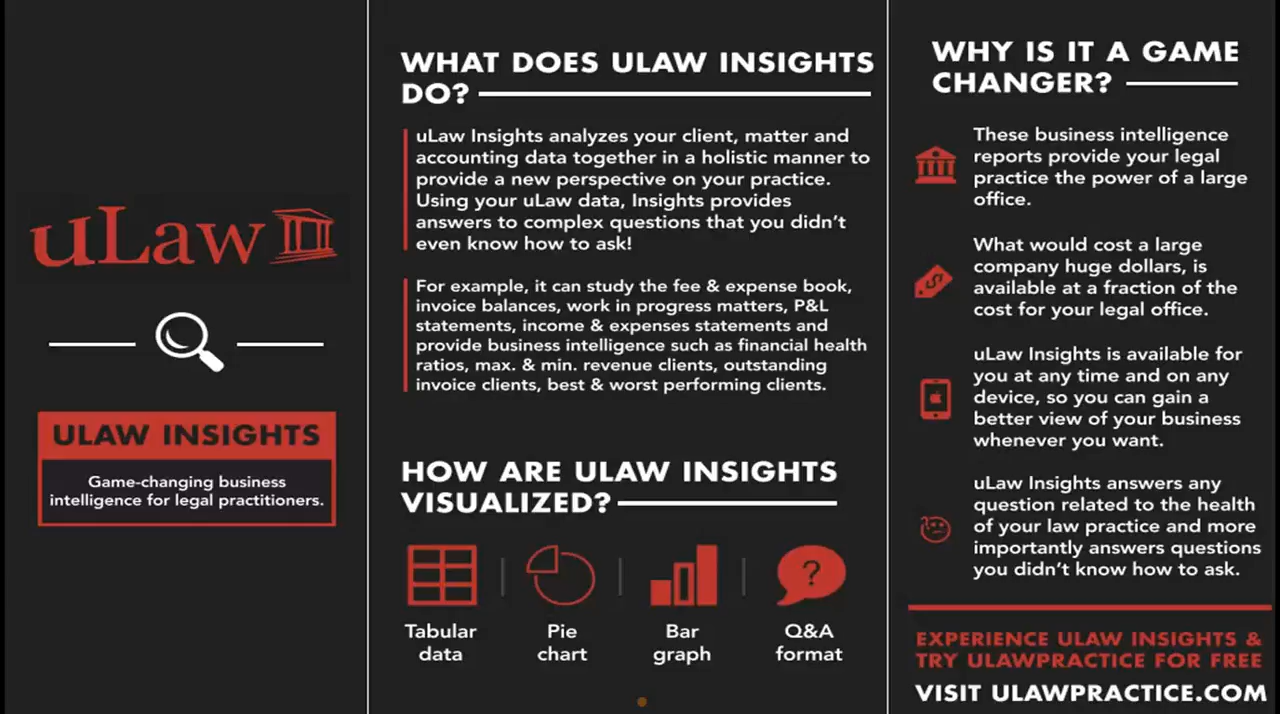 uLaw
ULAW INSIGHTS
Game-changing business
intelligence for legal practitioners.
WHAT DOES ULAW INSIGHTS
DO?
uLaw Insights analyzes your client, matter and
accounting data together in a holistic manner to
provide a new perspective on your practice.
Using your uLaw data, Insights provides
answers to complex questions that you didn't
even know how to ask!
For example, it can study the fee & expense book,
invoice balances, work in progress matters, P&L
statements, income & expenses statements and
provide business intelligence such as financial health
ratios, max. & min. revenue clients, outstanding
invoice clients, best & worst performing clients.
HOW ARE ULAW INSIGHTS
VISUALIZED?
?
Tabular
data
Pie
chart
Bar
graph
Q&A
format
WHY IS IT A GAME
CHANGER?
These business intelligence
reports provide your legal
practice the power of a large
office.
$
What would cost a large
company huge dollars, is
available at a fraction of the
cost for your legal office.
uLaw Insights is available for
you at any time and on any
device, so you can gain a
better view of your business
whenever you want.
uLaw Insights answers any
question related to the health
of your law practice and more
importantly answers questions
you didn't know how to ask.
EXPERIENCE ULAW INSIGHTS &
TRY ULAWPRACTICE FOR FREE
VISIT ULAWPRACTICE.COM